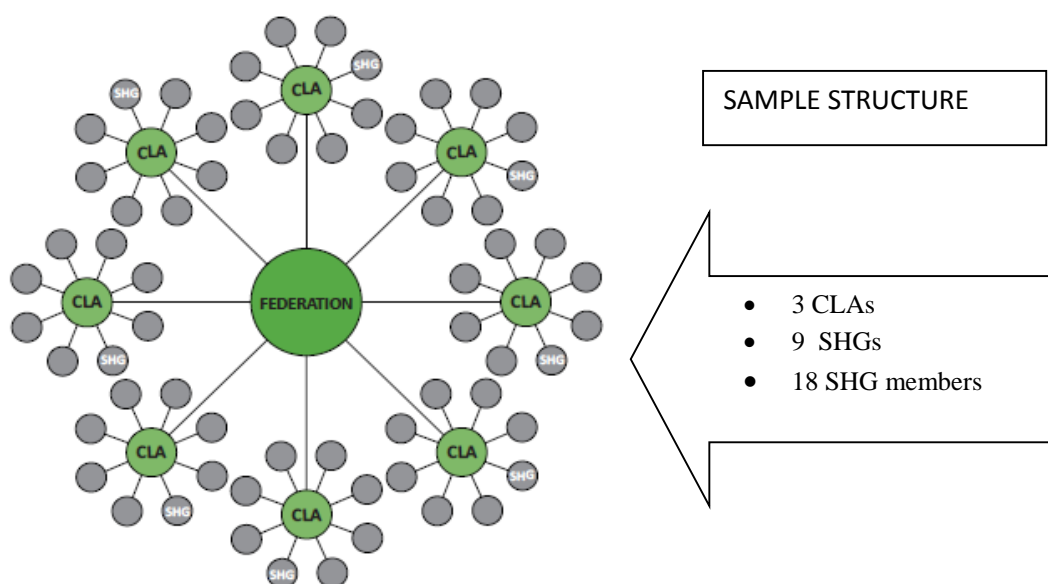 SHG
CLA
SHG
CLA
CLA
SHG
CLA
FEDERATION
CLA
SHG
SHG
CLA
CLA
SHG
SHG
CLA
SHG
SAMPLE STRUCTURE
• 3 CLAs
• 9 SHGs
• 18 SHG members